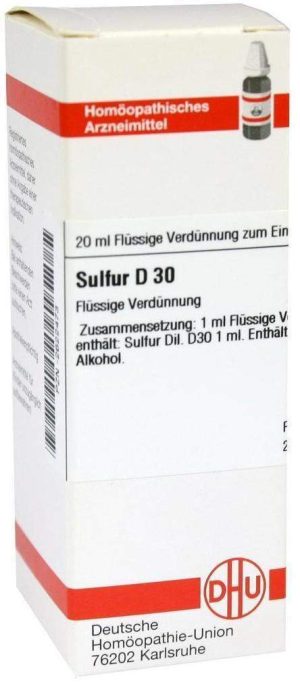 Homöopathisches
Arzneimittel
20 ml Flüssige Verdünnung zum Ein
Sulfur D 30
Flüssige Verdünnung
Zusammensetzung: 1 ml Flüssige V
enthält: Sulfur Dil. D30 1 ml. Enthält
Alkohol.
DHU
Deutsche
Homöopathie-Union
76202 Karlsruhe